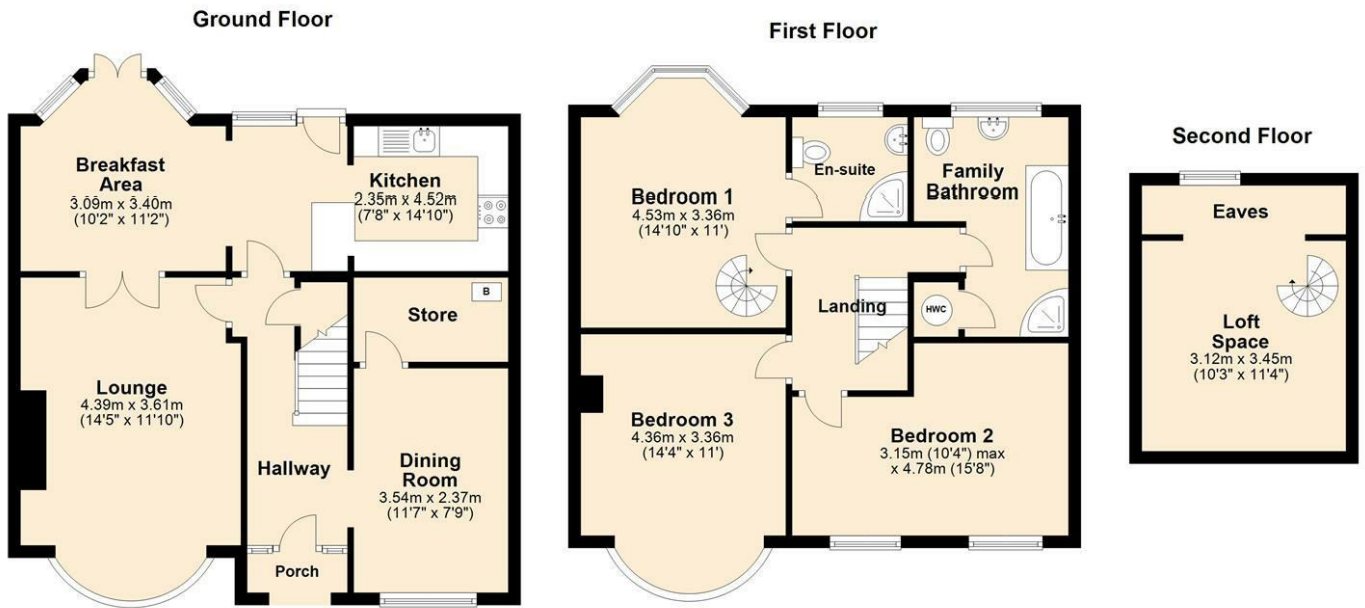 Ground Floor
Breakfast
Area
3.09m x 3.40m
(10'2" x 11'2")
Kitchen
2.35m x 4.52m
(7'8" x 14'10")
Store
B
Lounge
4.39m x 3.61m
(14'5" x 11'10")
Hallway
Dining
Room
3.54m x 2.37m
(11'7" x 7'9")
Porch
First Floor
Bedroom 1
4.53m x 3.36m
(14'10" x 11')
En-suite
Family
Bathroom
Landing
HWC
Bedroom 3
4.36m x 3.36m
(14'4" x 11')
Bedroom 2
3.15m (10'4") max
x 4.78m (15'8")
Second Floor
Eaves
Loft
Space
3.12m x 3.45m
(10'3" x 11'4")